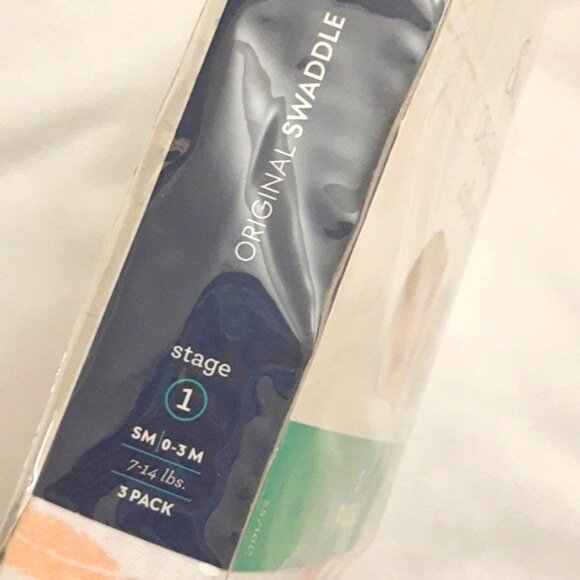 ORIGINAL SWADDLE
stage
1
SM | 0-3 M
7-14 lbs.
3 PACK